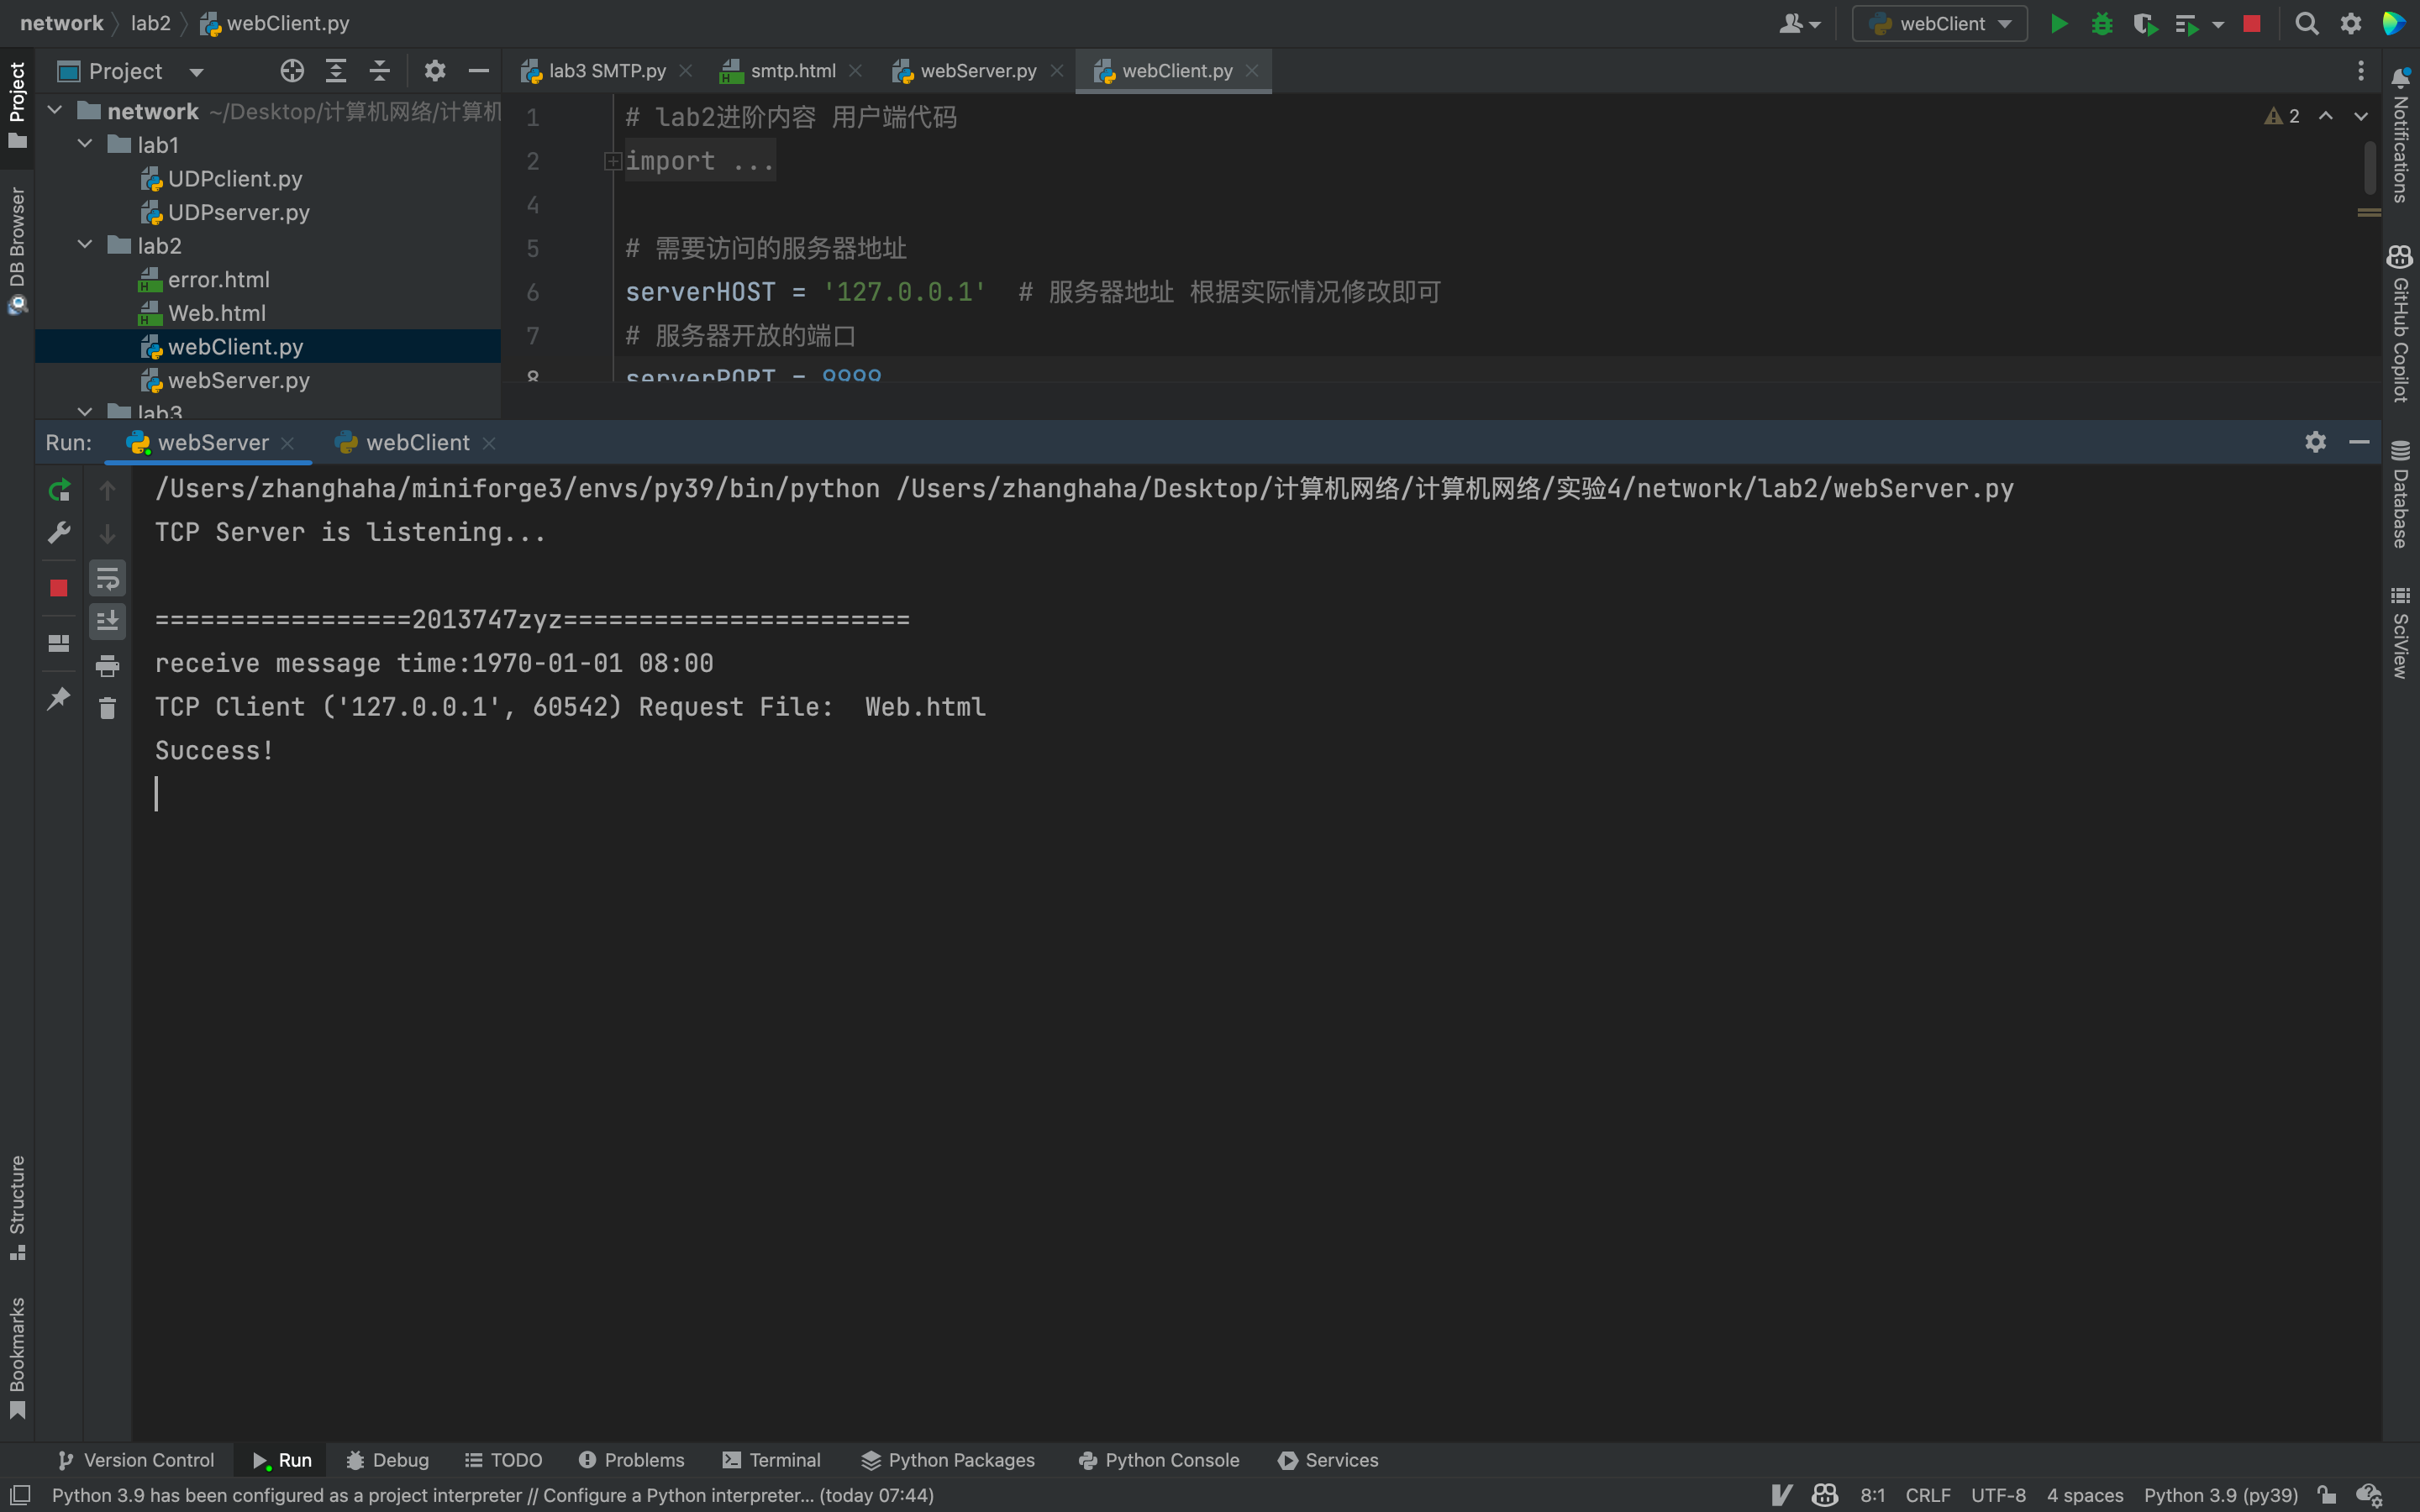 network lab2 webClient.py webClient
Project
lab3 SMTP.py smtp.html webServer.py webClient.py
network ~/Desktop/计算机网络/计算机
lab1
UDPclient.py
UDPserver.py
lab2
error.html
Web.html
webClient.py
webServer.py
lab3
1 # lab2进阶内容 用户端代码
2 import ...
4
5 # 需要访问的服务器地址
6 serverHOST = '127.0.0.1' # 服务器地址 根据实际情况修改即可
7 # 服务器开放的端口
8 serverPORT = 9999
2
Project
DB Browser
Structure
Bookmarks
Notifications
GitHub Copilot
Database
SciView
Run: webServer webClient
/Users/zhanghaha/miniforge3/envs/py39/bin/python /Users/zhanghaha/Desktop/计算机网络/计算机网络/实验4/network/lab2/webServer.py
TCP Server is listening...
=================2013747zyz=======================
receive message time:1970-01-01 08:00
TCP Client ('127.0.0.1', 60542) Request File:  Web.html
Success!
Version Control Run Debug TODO Problems Terminal Python Packages Python Console Services
Python 3.9 has been configured as a project interpreter // Configure a Python interpreter... (today 07:44) 8:1 CRLF UTF-8 4 spaces Python 3.9 (py39)